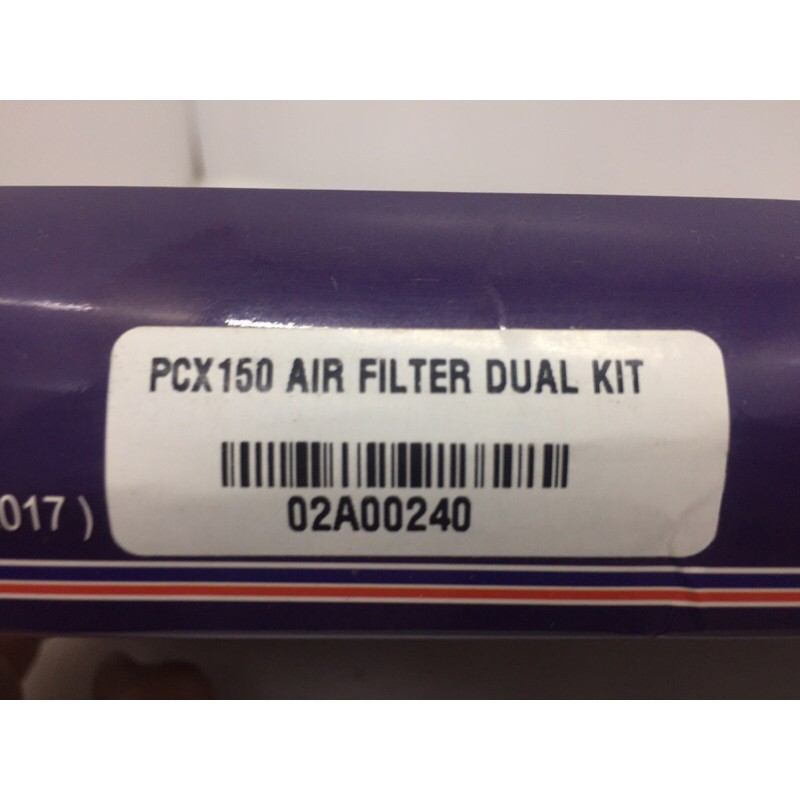 PCX150 AIR FILTER DUAL KIT
02A00240
017 )